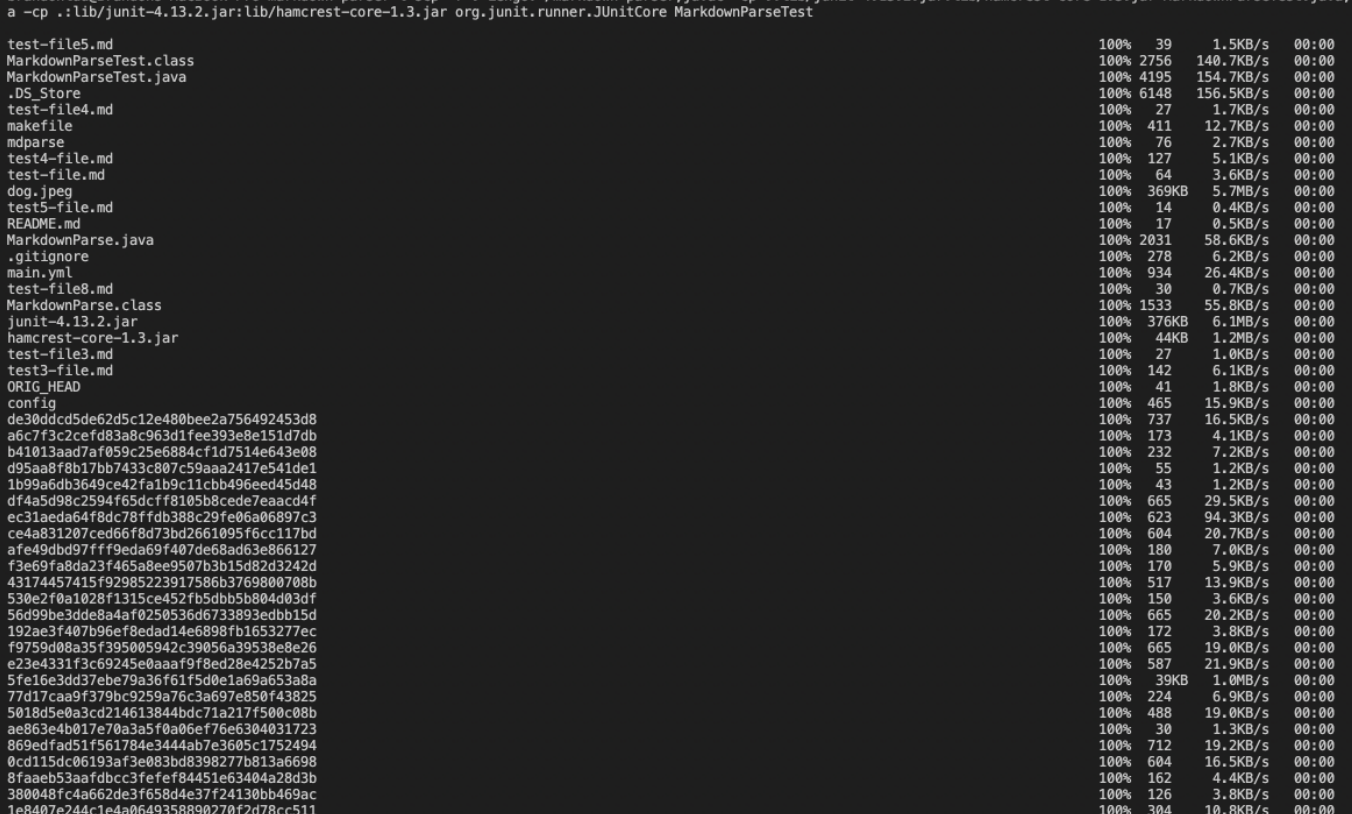 a -cp .:lib/junit-4.13.2.jar:lib/hamcrest-core-1.3.jar org.junit.runner.JUnitCore MarkdownParseTest
test-file5.md 100% 39 1.5KB/s 00:00
MarkdownParseTest.class 100% 2756 140.7KB/s 00:00
MarkdownParseTest.java 100% 4195 154.7KB/s 00:00
.DS_Store 100% 6148 156.5KB/s 00:00
test-file4.md 100% 27 1.7KB/s 00:00
makefile 100% 411 12.7KB/s 00:00
mdparse 100% 76 2.7KB/s 00:00
test4-file.md 100% 127 5.1KB/s 00:00
test-file.md 100% 64 3.6KB/s 00:00
dog.jpeg 100% 369KB 5.7MB/s 00:00
test5-file.md 100% 14 0.4KB/s 00:00
README.md 100% 17 0.5KB/s 00:00
MarkdownParse.java 100% 2031 58.6KB/s 00:00
.gitignore 100% 278 6.2KB/s 00:00
main.yml 100% 934 26.4KB/s 00:00
test-file8.md 100% 30 0.7KB/s 00:00
MarkdownParse.class 100% 1533 55.8KB/s 00:00
junit-4.13.2.jar 100% 376KB 6.1MB/s 00:00
hamcrest-core-1.3.jar 100% 44KB 1.2MB/s 00:00
test-file3.md 100% 27 1.0KB/s 00:00
test3-file.md 100% 142 6.1KB/s 00:00
ORIG_HEAD 100% 41 1.8KB/s 00:00
config 100% 465 15.9KB/s 00:00
de30ddcd5de62d5c12e480bee2a756492453d8 100% 737 16.5KB/s 00:00
a6c7f3c2cefd83a8c963d1fee393e8e151d7db 100% 173 4.1KB/s 00:00
b41013aad7af059c25e6884cf1d7514e643e08 100% 232 7.2KB/s 00:00
d95aa8f8b17bb7433c807c59aaa2417e541de1 100% 55 1.2KB/s 00:00
1b99a6db3649ce42fa1b9c11cbb496eed45d48 100% 43 1.2KB/s 00:00
df4a5d98c2594f65dcff8105b8cede7eaacd4f 100% 665 29.5KB/s 00:00
ec31aeda64f8dc78ffdb388c29fe06a06897c3 100% 623 94.3KB/s 00:00
ce4a831207ced66f8d73bd2661095f6cc117bd 100% 604 20.7KB/s 00:00
afe49dbd97fff9eda69f407de68ad63e866127 100% 180 7.0KB/s 00:00
f3e69fa8da23f465a8ee9507b3b15d82d3242d 100% 170 5.9KB/s 00:00
43174457415f92985223917586b3769800708b 100% 517 13.9KB/s 00:00
530e2f0a1028f1315ce452fb5dbb5b804d03df 100% 150 3.6KB/s 00:00
56d99be3dde8a4af0250536d6733893edbb15d 100% 665 20.2KB/s 00:00
192ae3f407b96ef8edad14e6898fb1653277ec 100% 172 3.8KB/s 00:00
f9759d08a35f395005942c39056a39538e8e26 100% 665 19.0KB/s 00:00
e23e4331f3c69245e0aaaf9f8ed28e4252b7a5 100% 587 21.9KB/s 00:00
5fe16e3dd37ebe79a36f61f5d0e1a69a653a8a 100% 39KB 1.0MB/s 00:00
77d17caa9f379bc9259a76c3a697e850f43825 100% 224 6.9KB/s 00:00
5018d5e0a3cd214613844bdc71a217f500c08b 100% 488 19.0KB/s 00:00
ae863e4b017e70a3a5f0a06ef76e6304031723 100% 30 1.3KB/s 00:00
869edfad51f561784e3444ab7e3605c1752494 100% 712 19.2KB/s 00:00
0cd115dc06193af3e083bd8398277b813a6698 100% 604 16.5KB/s 00:00
8faaeb53aafdbcc3fefef84451e63404a28d3b 100% 162 4.4KB/s 00:00
380048fc4a662de3f658d4e37f24130bb469ac 100% 126 3.8KB/s 00:00
1e8407e244c1e4a0649358890270f2d78cc511 100% 304 10.8KB/s 00:00